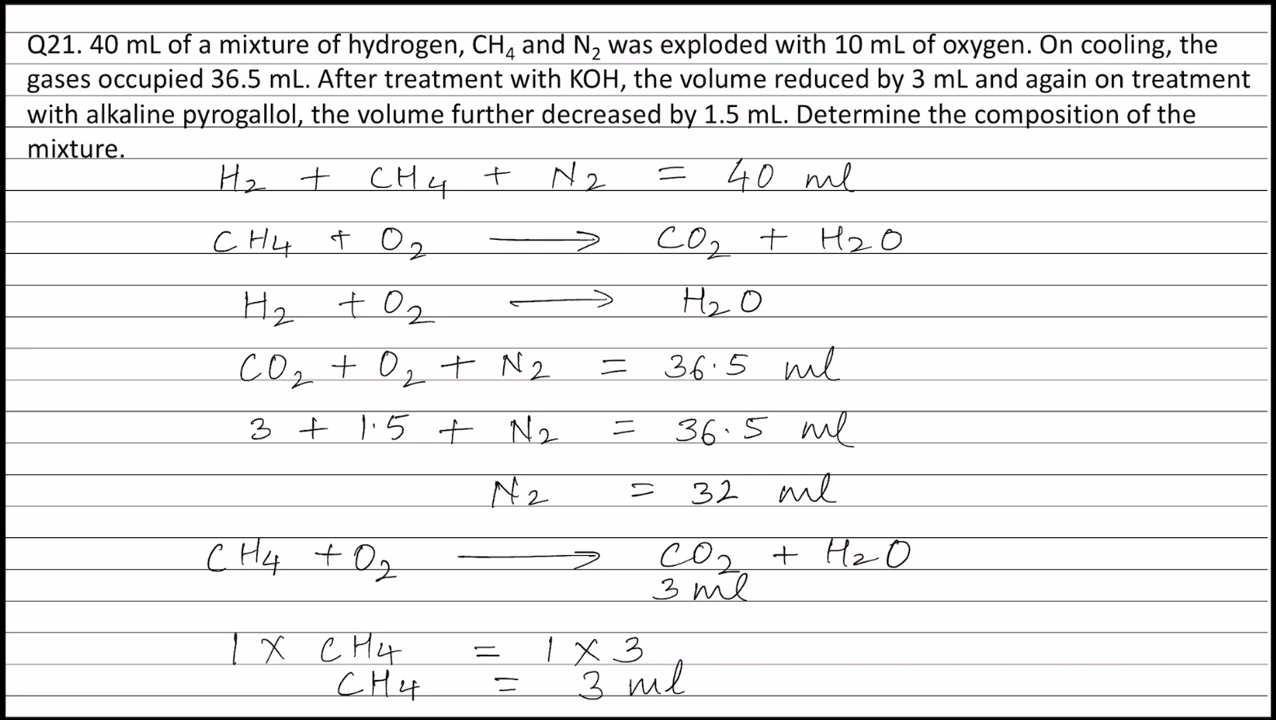 Q21. 40 mL of a mixture of hydrogen, CH₄ and N₂ was exploded with 10 mL of oxygen. On cooling, the
gases occupied 36.5 mL. After treatment with KOH, the volume reduced by 3 mL and again on treatment
with alkaline pyrogallol, the volume further decreased by 1.5 mL. Determine the composition of the
mixture.
H₂ + CH₄ + N₂ = 40 ml
CH₄ + O₂ ⟶ CO₂ + H₂O
H₂ + O₂ ⟶ H₂O
CO₂ + O₂ + N₂ = 36.5 ml
3 + 1.5 + N₂ = 36.5 ml
N₂ = 32 ml
CH₄ + O₂ ⟶ CO₂ + H₂O
3 ml
1 × CH₄ = 1 × 3
CH₄ = 3 ml